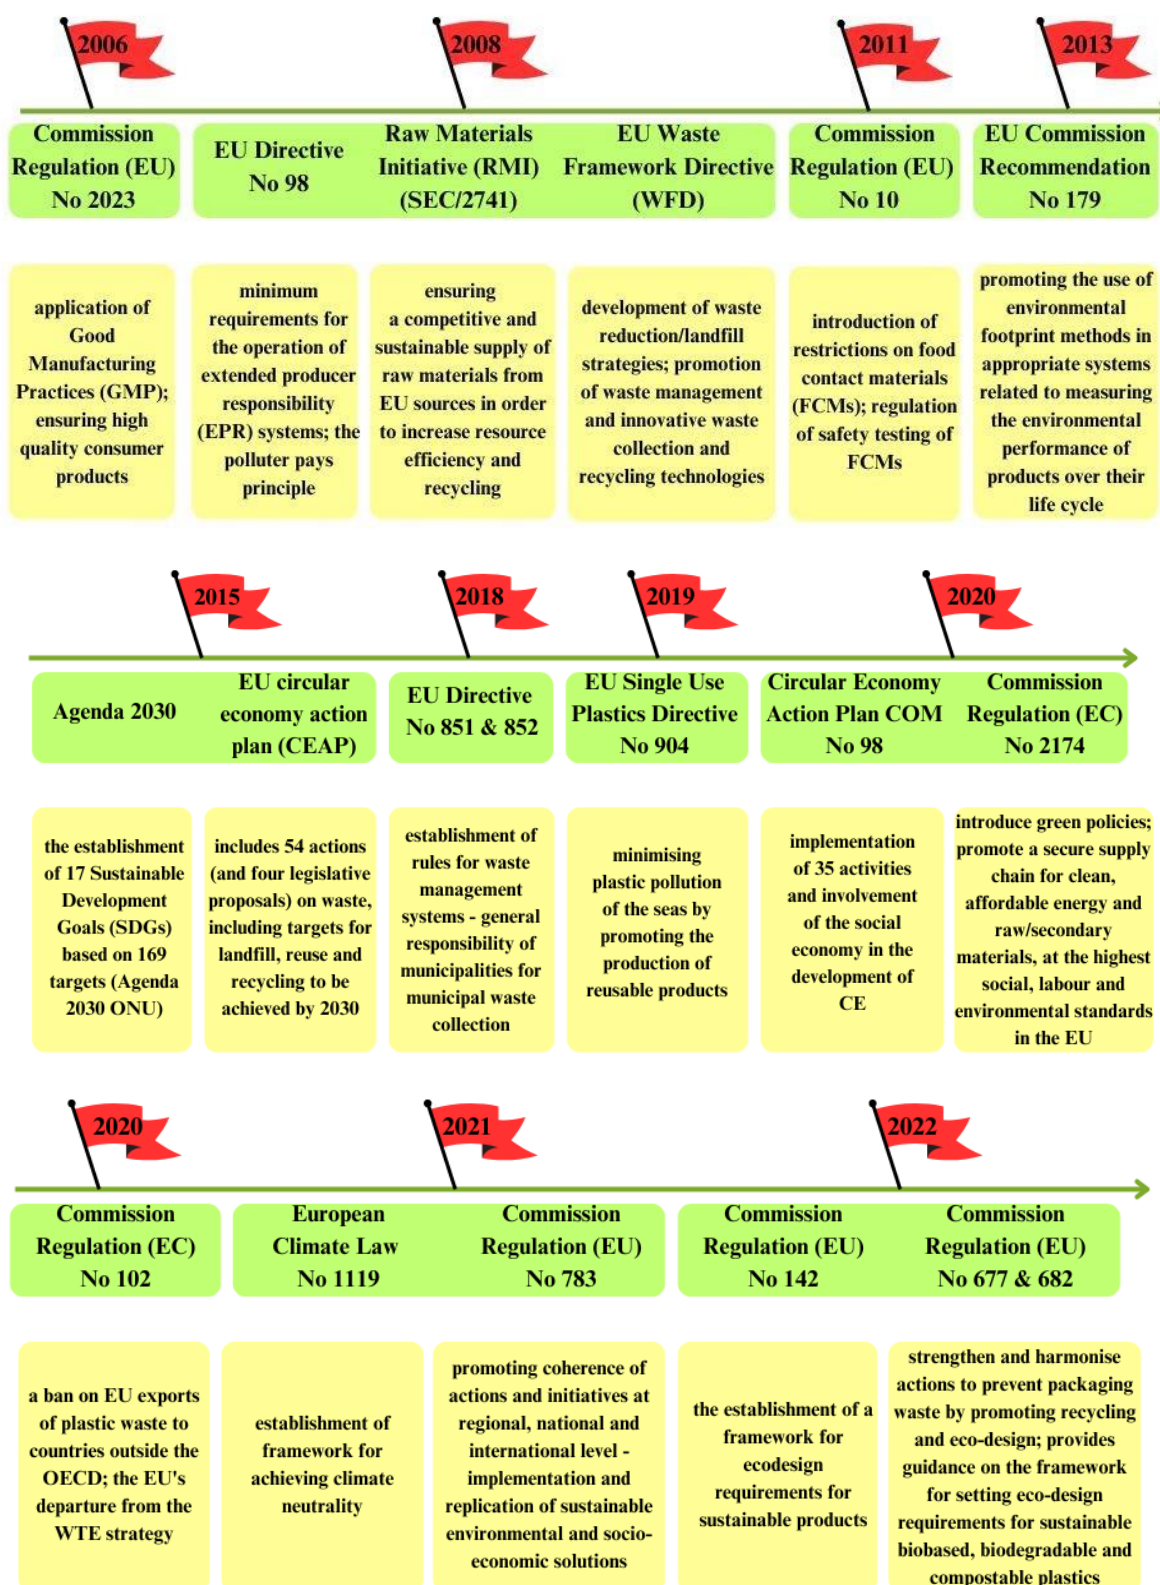 2006
2008
2011
2013
Commission
Regulation (EU)
No 2023
EU Directive
No 98
Raw Materials
Initiative (RMI)
(SEC/2741)
EU Waste
Framework Directive
(WFD)
Commission
Regulation (EU)
No 10
EU Commission
Recommendation
No 179
application of
Good
Manufacturing
Practices (GMP);
ensuring high
quality consumer
products
minimum
requirements for
the operation of
extended producer
responsibility
(EPR) systems; the
polluter pays
principle
ensuring
a competitive and
sustainable supply of
raw materials from
EU sources in order
to increase resource
efficiency and
recycling
development of waste
reduction/landfill
strategies; promotion
of waste management
and innovative waste
collection and
recycling technologies
introduction of
restrictions on food
contact materials
(FCMs); regulation
of safety testing of
FCMs
promoting the use of
environmental
footprint methods in
appropriate systems
related to measuring
the environmental
performance of
products over their
life cycle
2015
2018
2019
2020
Agenda 2030
EU circular
economy action
plan (CEAP)
EU Directive
No 851 & 852
EU Single Use
Plastics Directive
No 904
Circular Economy
Action Plan COM
No 98
Commission
Regulation (EC)
No 2174
the establishment
of 17 Sustainable
Development
Goals (SDGs)
based on 169
targets (Agenda
2030 ONU)
includes 54 actions
(and four legislative
proposals) on waste,
including targets for
landfill, reuse and
recycling to be
achieved by 2030
establishment of
rules for waste
management
systems - general
responsibility of
municipalities for
municipal waste
collection
minimising
plastic pollution
of the seas by
promoting the
production of
reusable products
implementation
of 35 activities
and involvement
of the social
economy in the
development of
CE
introduce green policies;
promote a secure supply
chain for clean,
affordable energy and
raw/secondary
materials, at the highest
social, labour and
environmental standards
in the EU
2020
2021
2022
Commission
Regulation (EC)
No 102
European
Climate Law
No 1119
Commission
Regulation (EU)
No 783
Commission
Regulation (EU)
No 142
Commission
Regulation (EU)
No 677 & 682
a ban on EU exports
of plastic waste to
countries outside the
OECD; the EU's
departure from the
WTE strategy
establishment of
framework for
achieving climate
neutrality
promoting coherence of
actions and initiatives at
regional, national and
international level -
implementation and
replication of sustainable
environmental and socio-
economic solutions
the establishment of a
framework for
ecodesign
requirements for
sustainable products
strengthen and harmonise
actions to prevent packaging
waste by promoting recycling
and eco-design; provides
guidance on the framework
for setting eco-design
requirements for sustainable
biobased, biodegradable and
compostable plastics